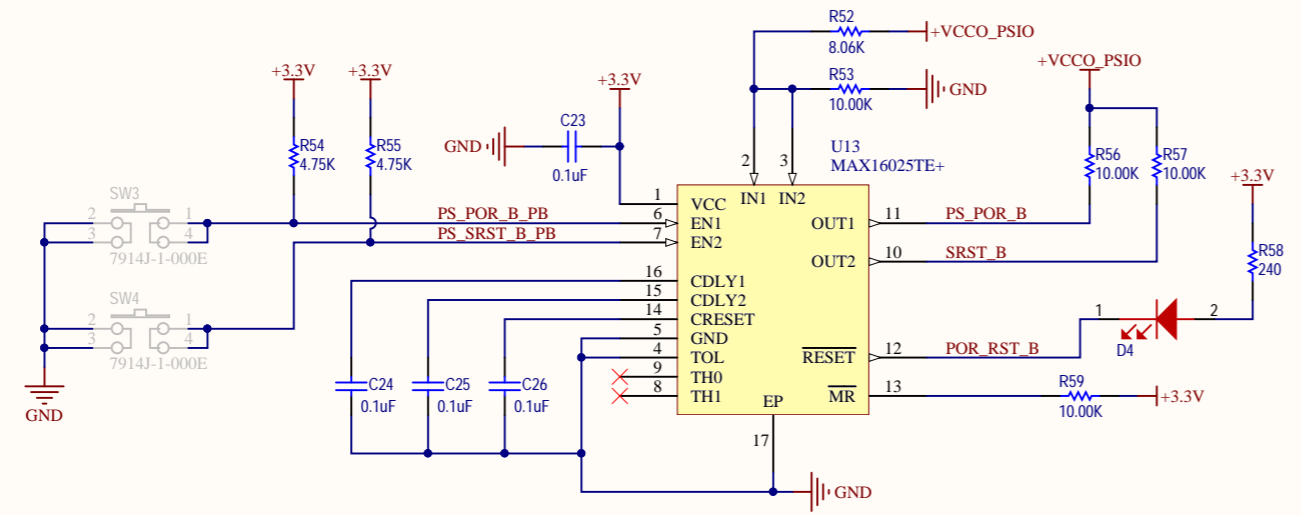 R52
8.06K
+VCCO_PSIO
R53
10.00K
GND
+VCCO_PSIO
+3.3V
+3.3V
+3.3V
R54
4.75K
R55
4.75K
GND
C23
0.1uF
2
3
U13
MAX16025TE+
R56
10.00K
R57
10.00K
+3.3V
SW3
2
1
3
4
7914J-1-000E
PS_POR_B_PB
PS_SRST_B_PB
1
VCC
6
EN1
7
EN2
IN1
IN2
OUT1
11
PS_POR_B
OUT2
10
SRST_B
R58
240
SW4
2
1
3
4
7914J-1-000E
GND
16
CDLY1
15
CDLY2
14
CRESET
5
GND
4
TOL
9
TH0
8
TH1
RESET
12
POR_RST_B
1
2
D4
MR
13
R59
10.00K
+3.3V
C24
0.1uF
C25
0.1uF
C26
0.1uF
EP
17
GND